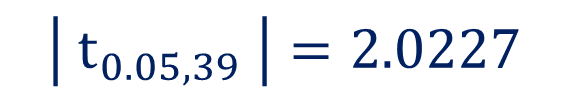 | t₀.₀₅,₃₉ | = 2.0227